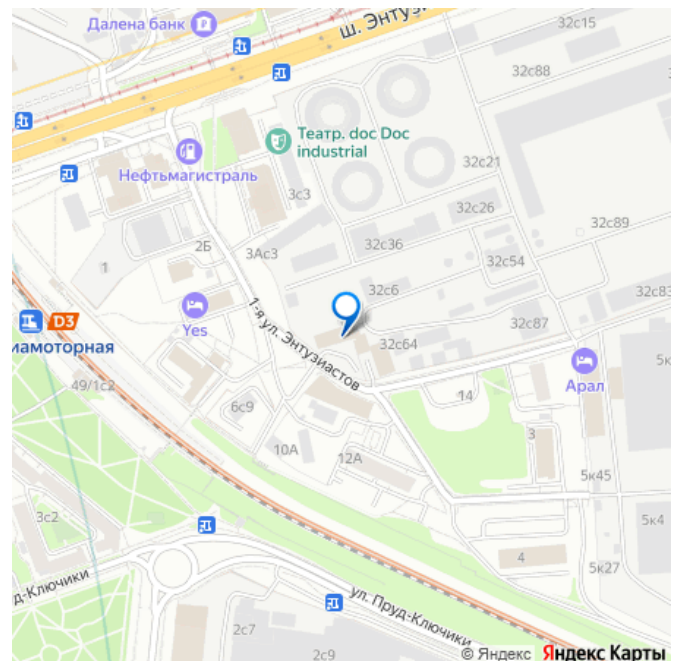 Далена банк
ш. Энтуз
32с15
32с88
Театр. doc Doc
industrial
Нефтьмагистраль
32с21
3с3
32с26
32с89
2Б
3Ас3
32с36
32с54
1
32с6
32с83
Yes
D3
иамоторная
1-я ул. Энтузиастов
32с64
32с87
Арал
5к
49/1с2
6с9
14
3
10А
12А
5к45
3с2
5к4
4
5к27
д-Ключики
ул. Пруд-Ключики
2с7
2с9
© Яндекс Яндекс Карты